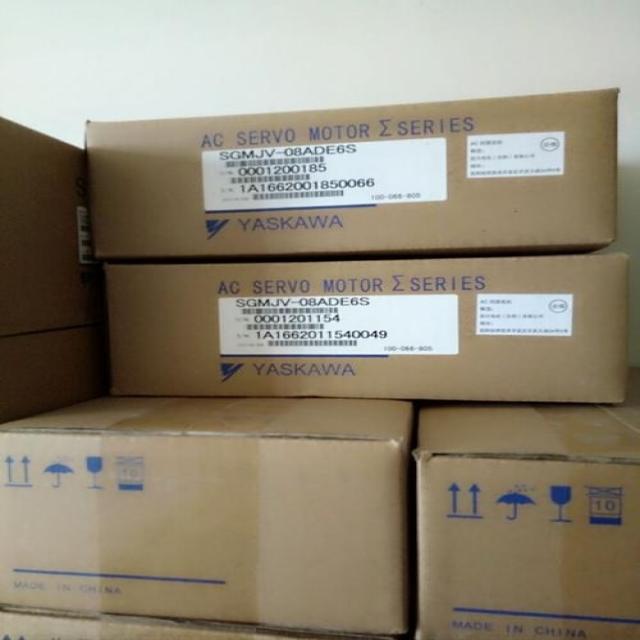 AC SERVO MOTOR Σ SERIES
SGMJV-08ADE6S
0001200185
1A1662001850066
100-066-805
YASKAWA
AC SERVO MOTOR Σ SERIES
SGMJV-08ADE6S
0001201154
1A1662011540049
100-066-805
YASKAWA
10
10
MADE IN CHINA
MADE IN CHINA